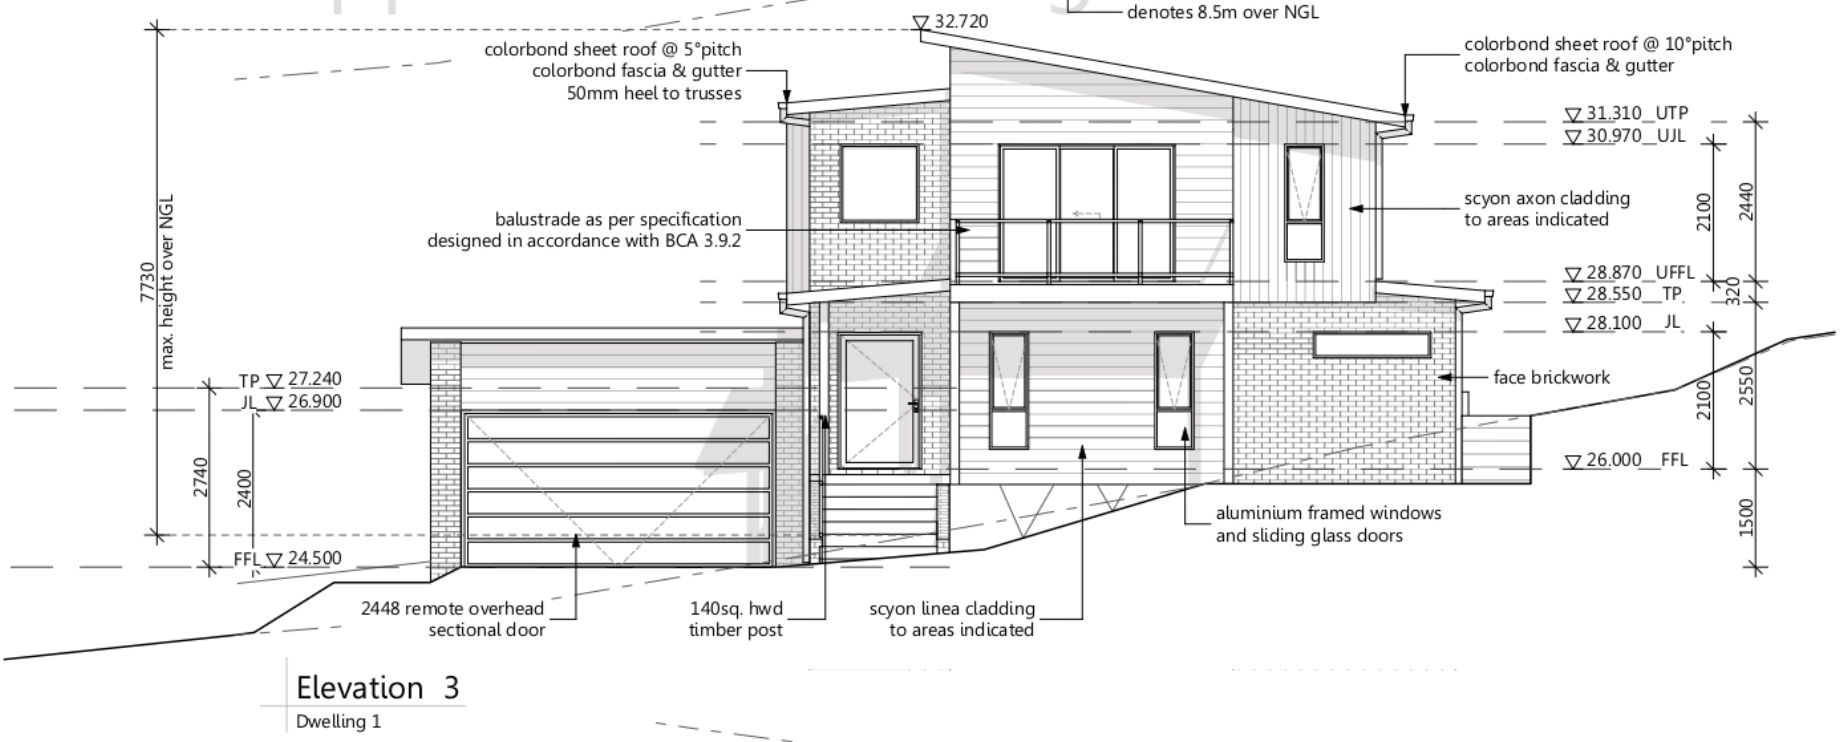 denotes 8.5m over NGL
32.720
colorbond sheet roof @ 5°pitch
colorbond fascia & gutter
50mm heel to trusses
colorbond sheet roof @ 10°pitch
colorbond fascia & gutter
31.310 UTP
30.970 UJL
scyon axon cladding
to areas indicated
2100
2440
balustrade as per specification
designed in accordance with BCA 3.9.2
7730
max. height over NGL
28.870 UFFL
28.550 TP
320
28.100 JL
TP 27.240
JL 26.900
face brickwork
2100
2550
2740
2400
26.000 FFL
aluminium framed windows
and sliding glass doors
1500
FFL 24.500
2448 remote overhead
sectional door
140sq. hwd
timber post
scyon linea cladding
to areas indicated
Elevation 3
Dwelling 1